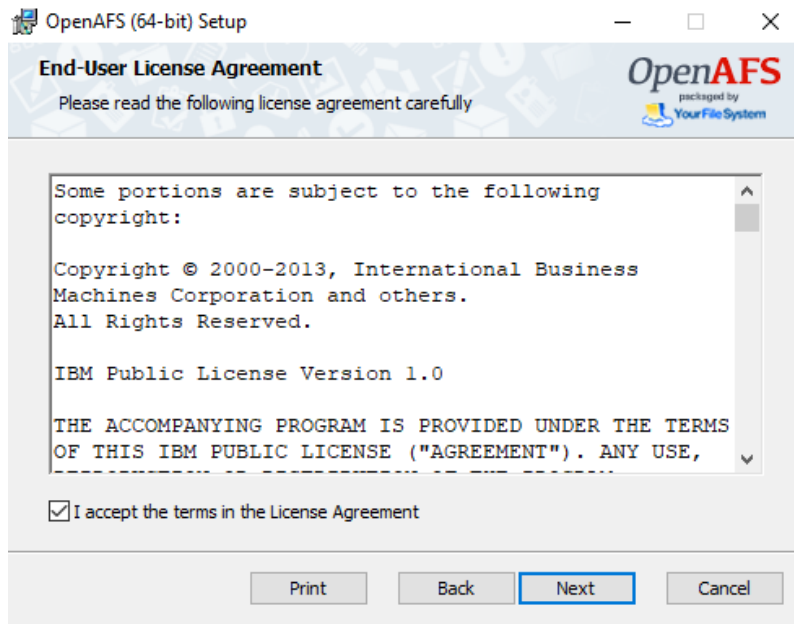 OpenAFS (64-bit) Setup
End-User License Agreement
Please read the following license agreement carefully
OpenAFS
packaged by
YourFileSystem
Some portions are subject to the following
copyright:
Copyright © 2000-2013, International Business
Machines Corporation and others.
All Rights Reserved.
IBM Public License Version 1.0
THE ACCOMPANYING PROGRAM IS PROVIDED UNDER THE TERMS
OF THIS IBM PUBLIC LICENSE ("AGREEMENT"). ANY USE,
I accept the terms in the License Agreement
Print
Back
Next
Cancel